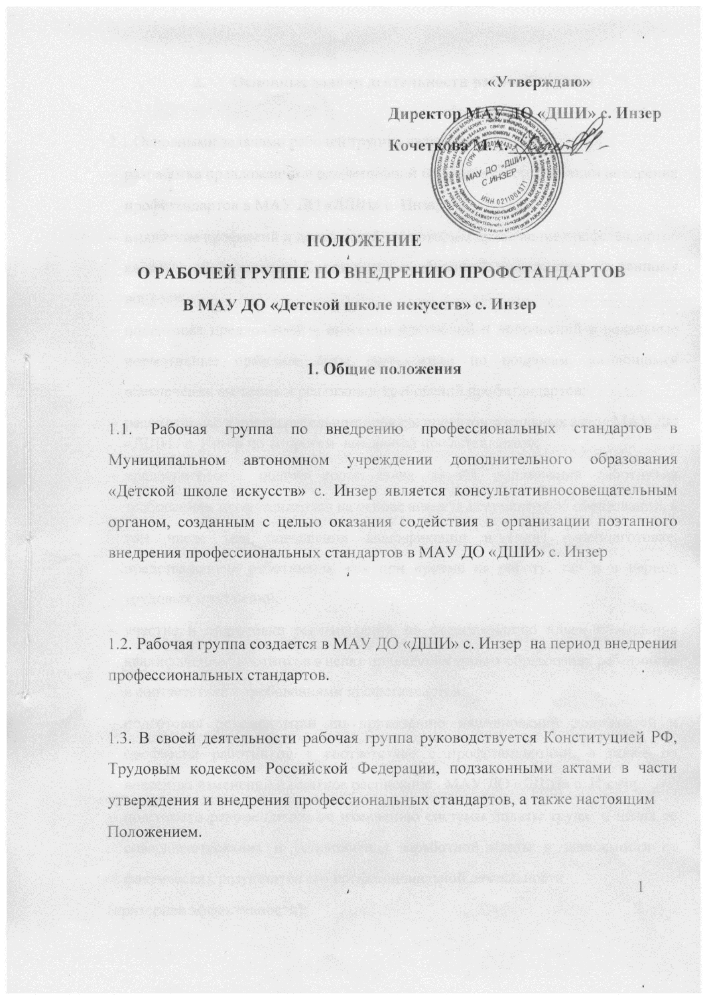 «Утверждаю»
Директор МАУ ДО «ДШИ» с. Инзер
Кочеткова М.А.
МАУ ДО «ДШИ»
С.ИНЗЕР
ИНН 0211004371
ПОЛОЖЕНИЕ
О РАБОЧЕЙ ГРУППЕ ПО ВНЕДРЕНИЮ ПРОФСТАНДАРТОВ
В МАУ ДО «Детской школе искусств» с. Инзер
1. Общие положения
1.1. Рабочая группа по внедрению профессиональных стандартов в
Муниципальном автономном учреждении дополнительного образования
«Детской школе искусств» с. Инзер является консультативносовещательным
органом, созданным с целью оказания содействия в организации поэтапного
внедрения профессиональных стандартов в МАУ ДО «ДШИ» с. Инзер
1.2. Рабочая группа создается в МАУ ДО «ДШИ» с. Инзер на период внедрения
профессиональных стандартов.
1.3. В своей деятельности рабочая группа руководствуется Конституцией РФ,
Трудовым кодексом Российской Федерации, подзаконными актами в части
утверждения и внедрения профессиональных стандартов, а также настоящим
Положением.
1